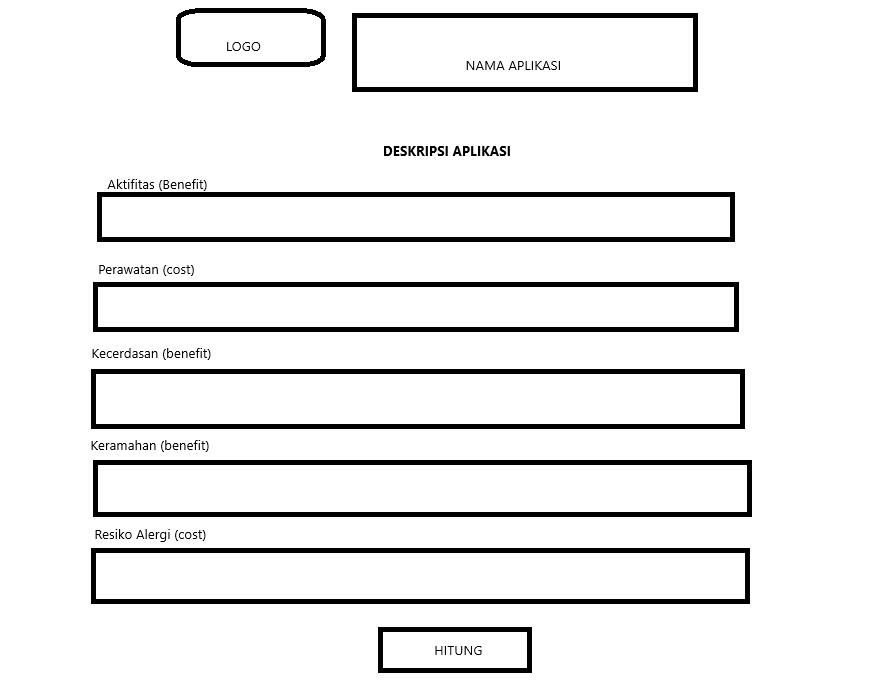 LOGO
NAMA APLIKASI
DESKRIPSI APLIKASI
Aktifitas (Benefit)
Perawatan (cost)
Kecerdasan (benefit)
Keramahan (benefit)
Resiko Alergi (cost)
HITUNG